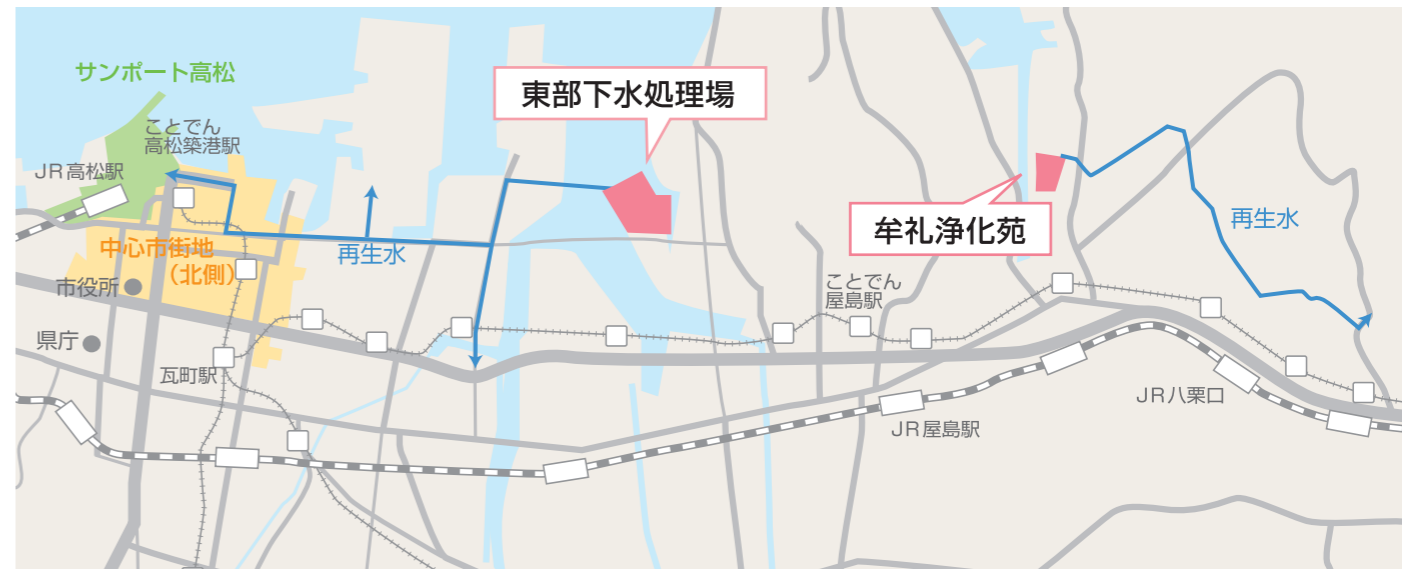 サンポート高松
東部下水処理場
ことでん
高松築港駅
JR高松駅
牟礼浄化苑
再生水
中心市街地
（北側）
再生水
市役所
ことでん
屋島駅
県庁
瓦町駅
JR八栗口
JR屋島駅